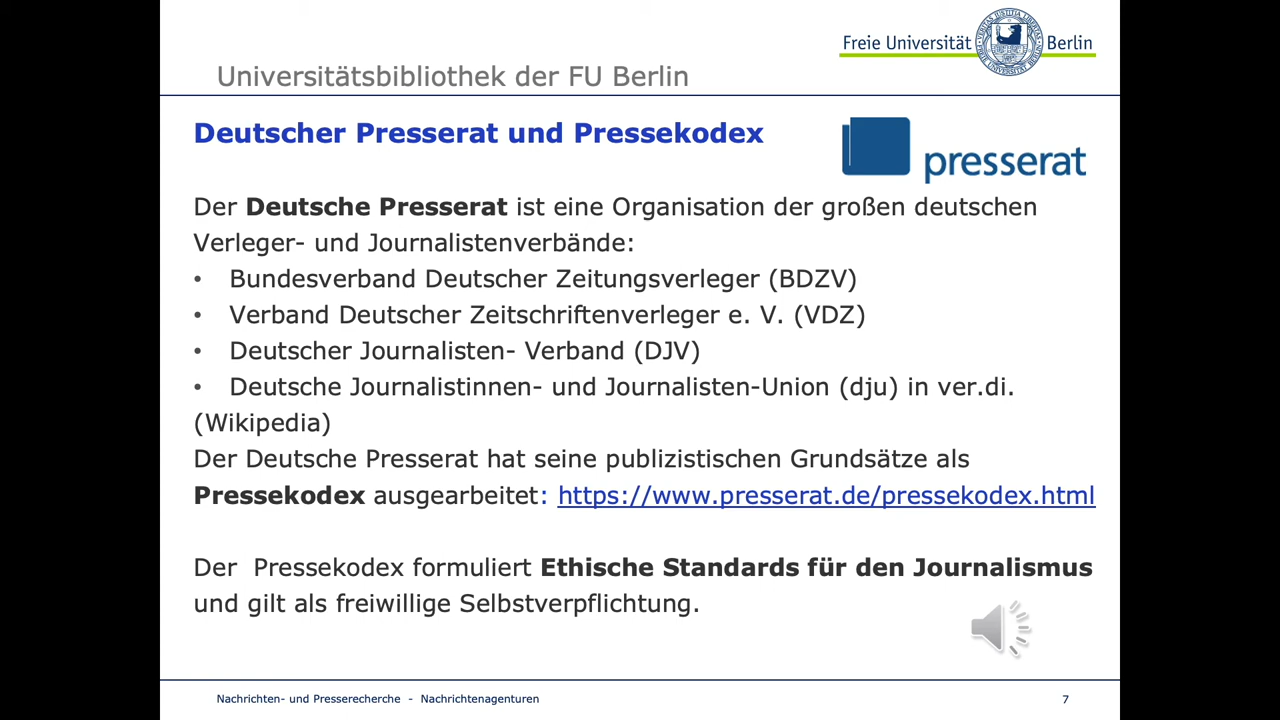 Freie Universität Berlin
Universitätsbibliothek der FU Berlin
Deutscher Presserat und Pressekodex
presserat
Der Deutsche Presserat ist eine Organisation der großen deutschen
Verleger- und Journalistenverbände:
• Bundesverband Deutscher Zeitungsverleger (BDZV)
• Verband Deutscher Zeitschriftenverleger e. V. (VDZ)
• Deutscher Journalisten- Verband (DJV)
• Deutsche Journalistinnen- und Journalisten-Union (dju) in ver.di.
(Wikipedia)
Der Deutsche Presserat hat seine publizistischen Grundsätze als
Pressekodex ausgearbeitet: https://www.presserat.de/pressekodex.html
Der Pressekodex formuliert Ethische Standards für den Journalismus
und gilt als freiwillige Selbstverpflichtung.
Nachrichten- und Presserecherche - Nachrichtenagenturen
7